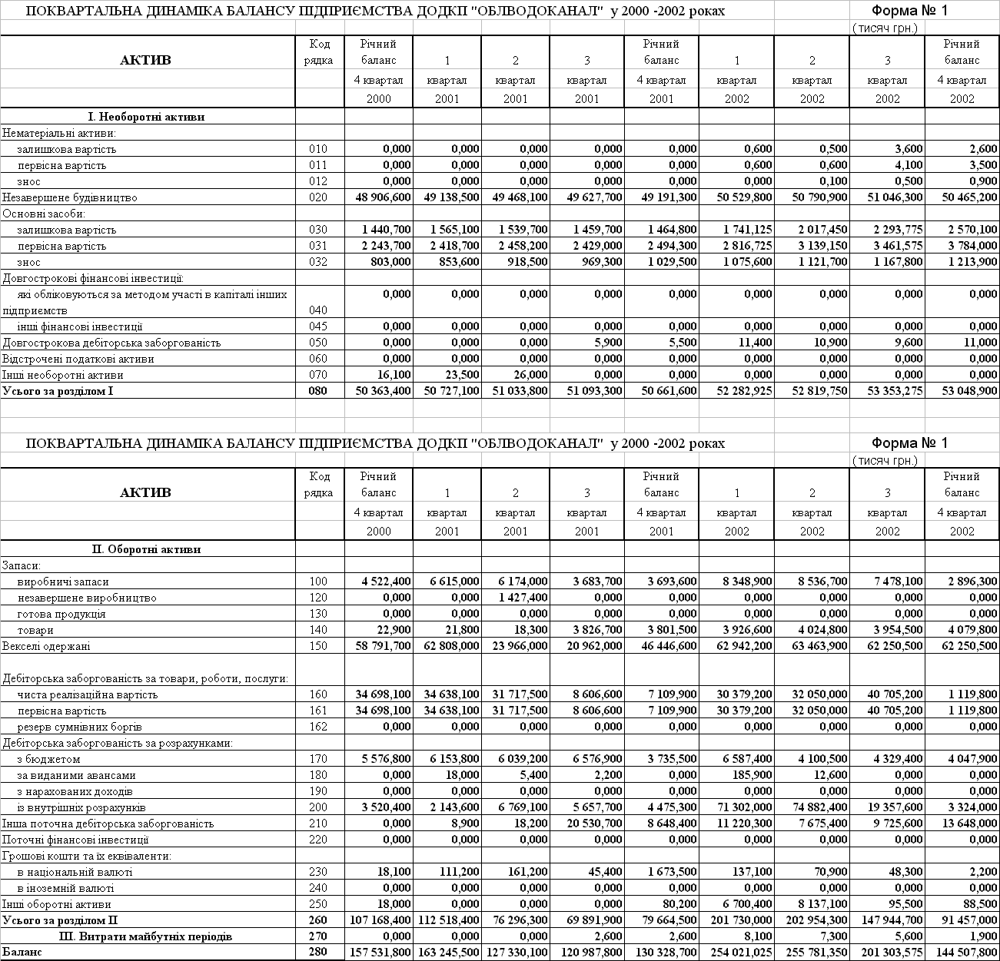 ПОКВАРТАЛЬНА ДИНАМІКА БАЛАНСУ ПІДПРИЄМСТВА ДОДКП "ОБЛВОДОКАНАЛ" у 2000 -2002 роках Форма № 1
(тисяч грн.)
Код Річний Річний
АКТИВ рядка баланс 1 2 3 баланс 1 2 3 баланс
4 квартал квартал квартал квартал 4 квартал квартал квартал квартал 4 квартал
2000 2001 2001 2001 2001 2002 2002 2002 2002
І. Необоротні активи
Нематеріальні активи:
залишкова вартість 010 0,000 0,000 0,000 0,000 0,000 0,600 0,500 3,600 2,600
первісна вартість 011 0,000 0,000 0,000 0,000 0,000 0,600 0,600 4,100 3,500
знос 012 0,000 0,000 0,000 0,000 0,000 0,000 0,100 0,500 0,900
Незавершене будівництво 020 48 906,600 49 138,500 49 468,100 49 627,700 49 191,300 50 529,800 50 790,900 51 046,300 50 465,200
Основні засоби:
залишкова вартість 030 1 440,700 1 565,100 1 539,700 1 459,700 1 464,800 1 741,125 2 017,450 2 293,775 2 570,100
первісна вартість 031 2 243,700 2 418,700 2 458,200 2 429,000 2 494,300 2 816,725 3 139,150 3 461,575 3 784,000
знос 032 803,000 853,600 918,500 969,300 1 029,500 1 075,600 1 121,700 1 167,800 1 213,900
Довгострокові фінансові інвестиції:
які обліковуються за методом участі в капіталі інших 0,000 0,000 0,000 0,000 0,000 0,000 0,000 0,000 0,000
підприємств 040
інші фінансові інвестиції 045 0,000 0,000 0,000 0,000 0,000 0,000 0,000 0,000 0,000
Довгострокова дебіторська заборгованість 050 0,000 0,000 0,000 5,900 5,500 11,400 10,900 9,600 11,000
Відстрочені податкові активи 060 0,000 0,000 0,000 0,000 0,000 0,000 0,000 0,000 0,000
Інші необоротні активи 070 16,100 23,500 26,000 0,000 0,000 0,000 0,000 0,000 0,000
Усього за розділом І 080 50 363,400 50 727,100 51 033,800 51 093,300 50 661,600 52 282,925 52 819,750 53 353,275 53 048,900
ПОКВАРТАЛЬНА ДИНАМІКА БАЛАНСУ ПІДПРИЄМСТВА ДОДКП "ОБЛВОДОКАНАЛ" у 2000 -2002 роках Форма № 1
(тисяч грн.)
Код Річний Річний
АКТИВ рядка баланс 1 2 3 баланс 1 2 3 баланс
4 квартал квартал квартал квартал 4 квартал квартал квартал квартал 4 квартал
2000 2001 2001 2001 2001 2002 2002 2002 2002
ІІ. Оборотні активи
Запаси:
виробничі запаси 100 4 522,400 6 615,000 6 174,000 3 683,700 3 693,600 8 348,900 8 536,700 7 478,100 2 896,300
незавершене виробництво 120 0,000 0,000 1 427,400 0,000 0,000 0,000 0,000 0,000 0,000
готова продукція 130 0,000 0,000 0,000 0,000 0,000 0,000 0,000 0,000 0,000
товари 140 22,900 21,800 18,300 3 826,700 3 801,500 3 926,600 4 024,800 3 954,500 4 079,800
Векселі одержані 150 58 791,700 62 808,000 23 966,000 20 962,000 46 446,600 62 942,200 63 463,900 62 250,500 62 250,500
Дебіторська заборгованість за товари, роботи, послуги:
чиста реалізаційна вартість 160 34 698,100 34 638,100 31 717,500 8 606,600 7 109,900 30 379,200 32 050,000 40 705,200 1 119,800
первісна вартість 161 34 698,100 34 638,100 31 717,500 8 606,600 7 109,900 30 379,200 32 050,000 40 705,200 1 119,800
резерв сумнівних боргів 162 0,000 0,000 0,000 0,000 0,000 0,000 0,000 0,000 0,000
Дебіторська заборгованість за розрахунками:
з бюджетом 170 5 576,800 6 153,800 6 039,200 6 576,900 3 735,500 6 587,400 4 100,500 4 329,400 4 047,900
за виданими авансами 180 0,000 18,000 5,400 2,200 0,000 185,900 12,600 0,000 0,000
з нарахованих доходів 190 0,000 0,000 0,000 0,000 0,000 0,000 0,000 0,000 0,000
із внутрішніх розрахунків 200 3 520,400 2 143,600 6 769,100 5 657,700 4 475,300 71 302,000 74 882,400 19 357,600 3 324,000
Інша поточна дебіторська заборгованість 210 0,000 8,900 18,200 20 530,700 8 648,400 11 220,300 7 675,400 9 725,600 13 648,000
Поточні фінансові інвестиції 220 0,000 0,000 0,000 0,000 0,000 0,000 0,000 0,000 0,000
Грошові кошти та їх еквіваленти:
в національній валюті 230 18,100 111,200 161,200 45,400 1 673,500 137,100 70,900 48,300 2,200
в іноземній валюті 240 0,000 0,000 0,000 0,000 0,000 0,000 0,000 0,000 0,000
Інші оборотні активи 250 18,000 0,000 0,000 0,000 80,200 6 700,400 8 137,100 95,500 88,500
Усього за розділом ІІ 260 107 168,400 112 518,400 76 296,300 69 891,900 79 664,500 201 730,000 202 954,300 147 944,700 91 457,000
ІІІ. Витрати майбутніх періодів 270 0,000 0,000 0,000 2,600 2,600 8,100 7,300 5,600 1,900
Баланс 280 157 531,800 163 245,500 127 330,100 120 987,800 130 328,700 254 021,025 255 781,350 201 303,575 144 507,800